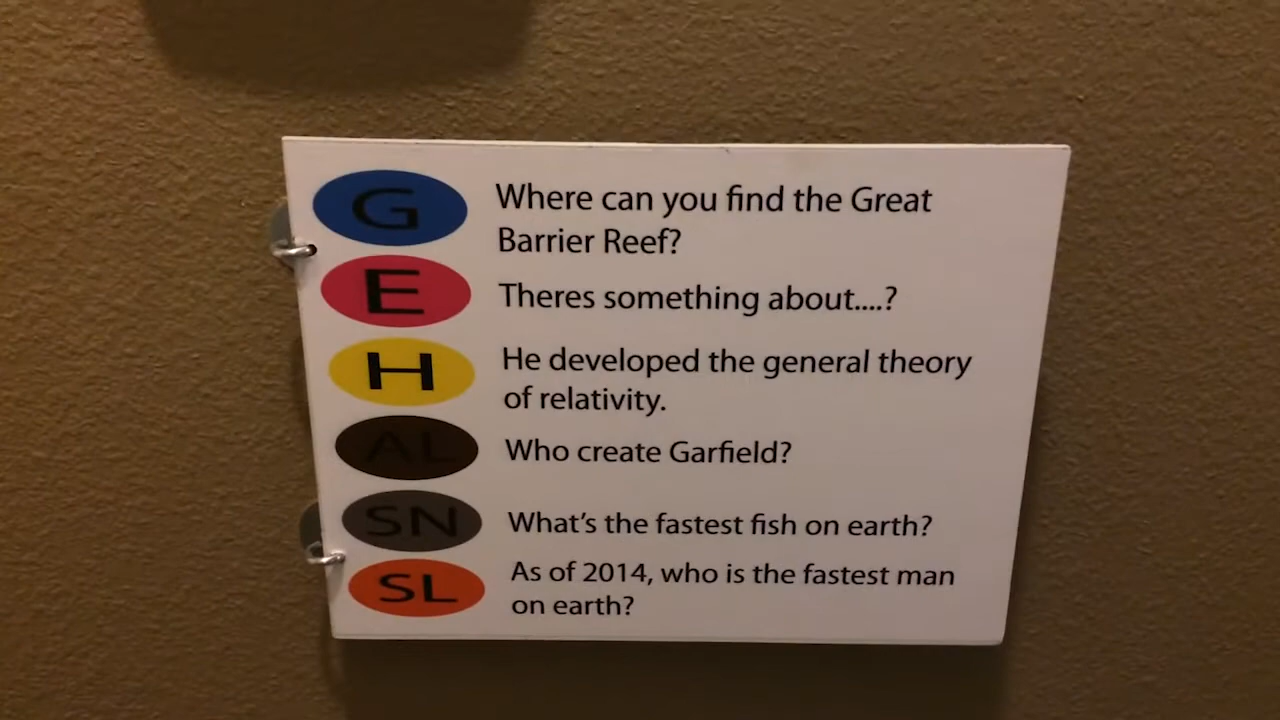 G Where can you find the Great
Barrier Reef?
E Theres something about....?
H He developed the general theory
of relativity.
AL Who create Garfield?
SN What's the fastest fish on earth?
SL As of 2014, who is the fastest man
on earth?